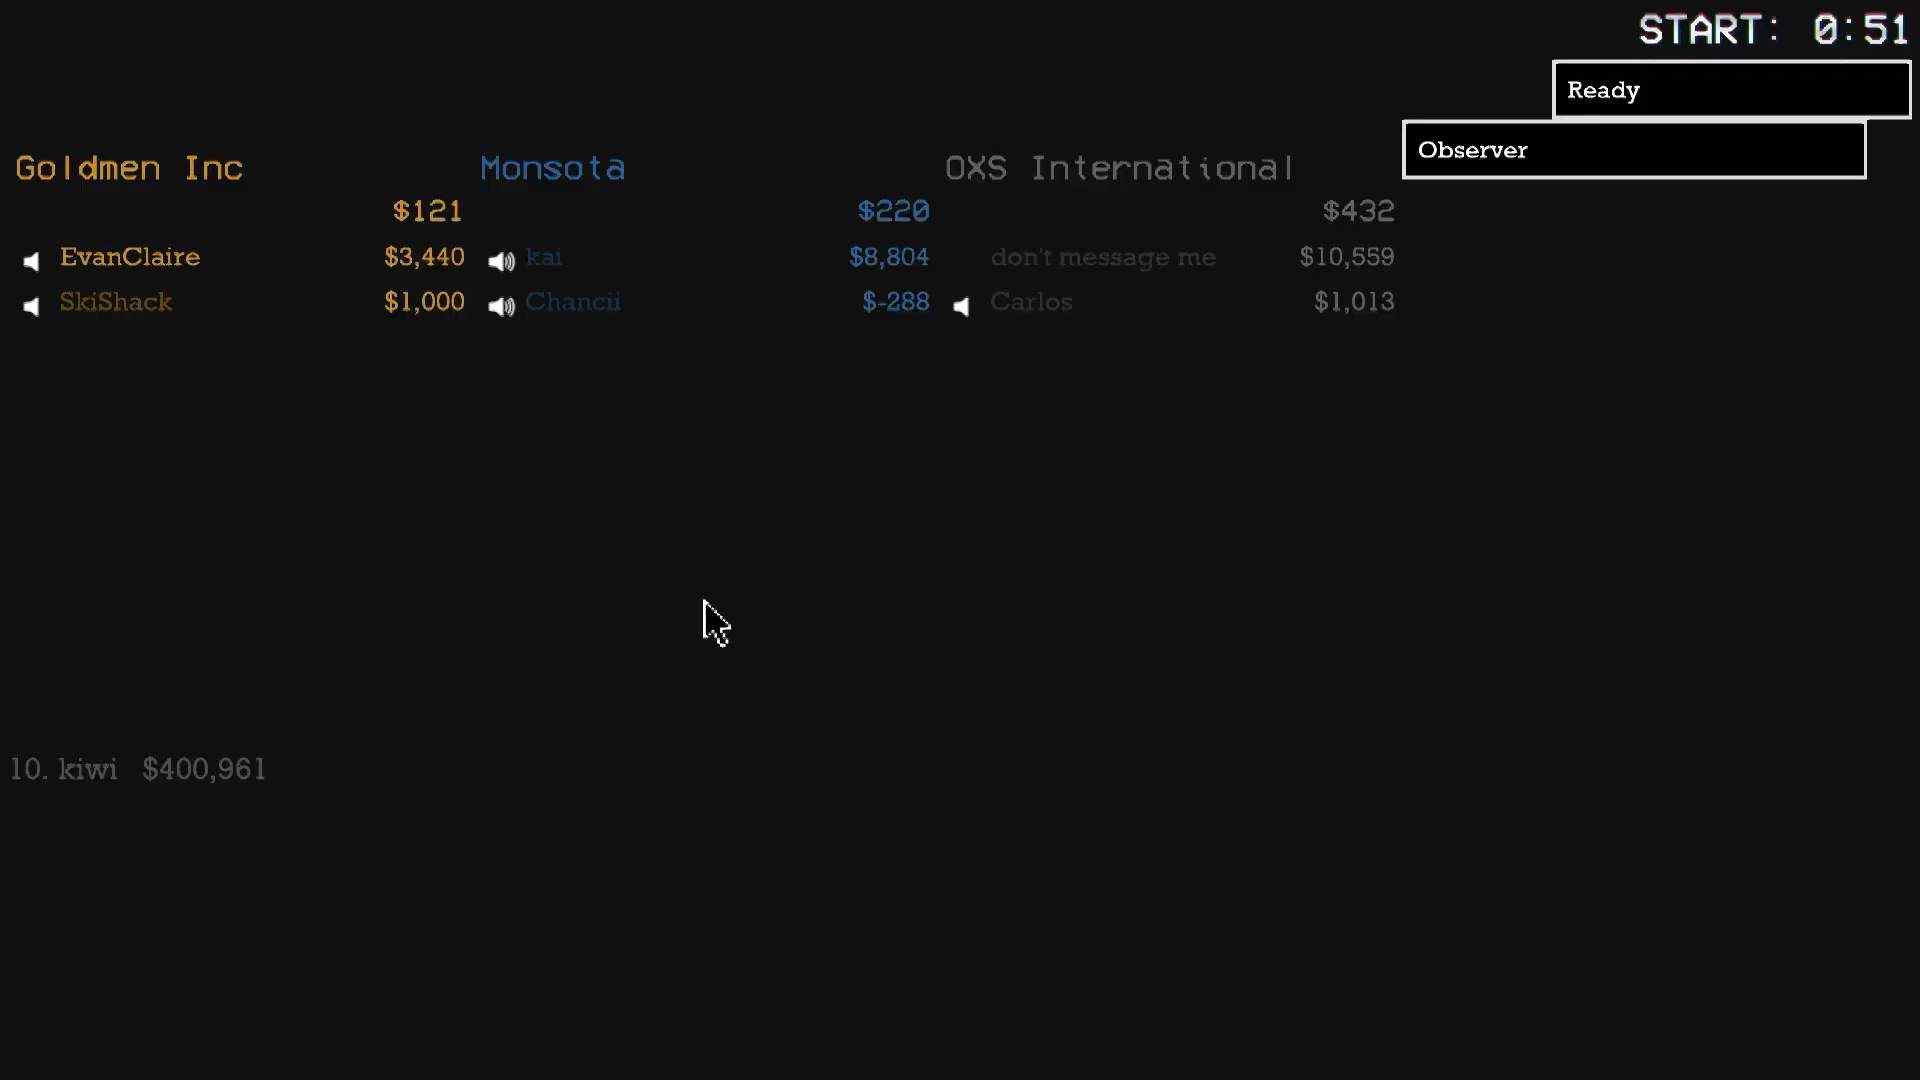 START: 0:51
Ready
Observer
Goldmen Inc Monsota OXS International
$121 $220 $432
EvanClaire $3,440 kai $8,804 don't message me $10,559
SkiShack $1,000 Chancii $-288 Carlos $1,013
10. kiwi $400,961